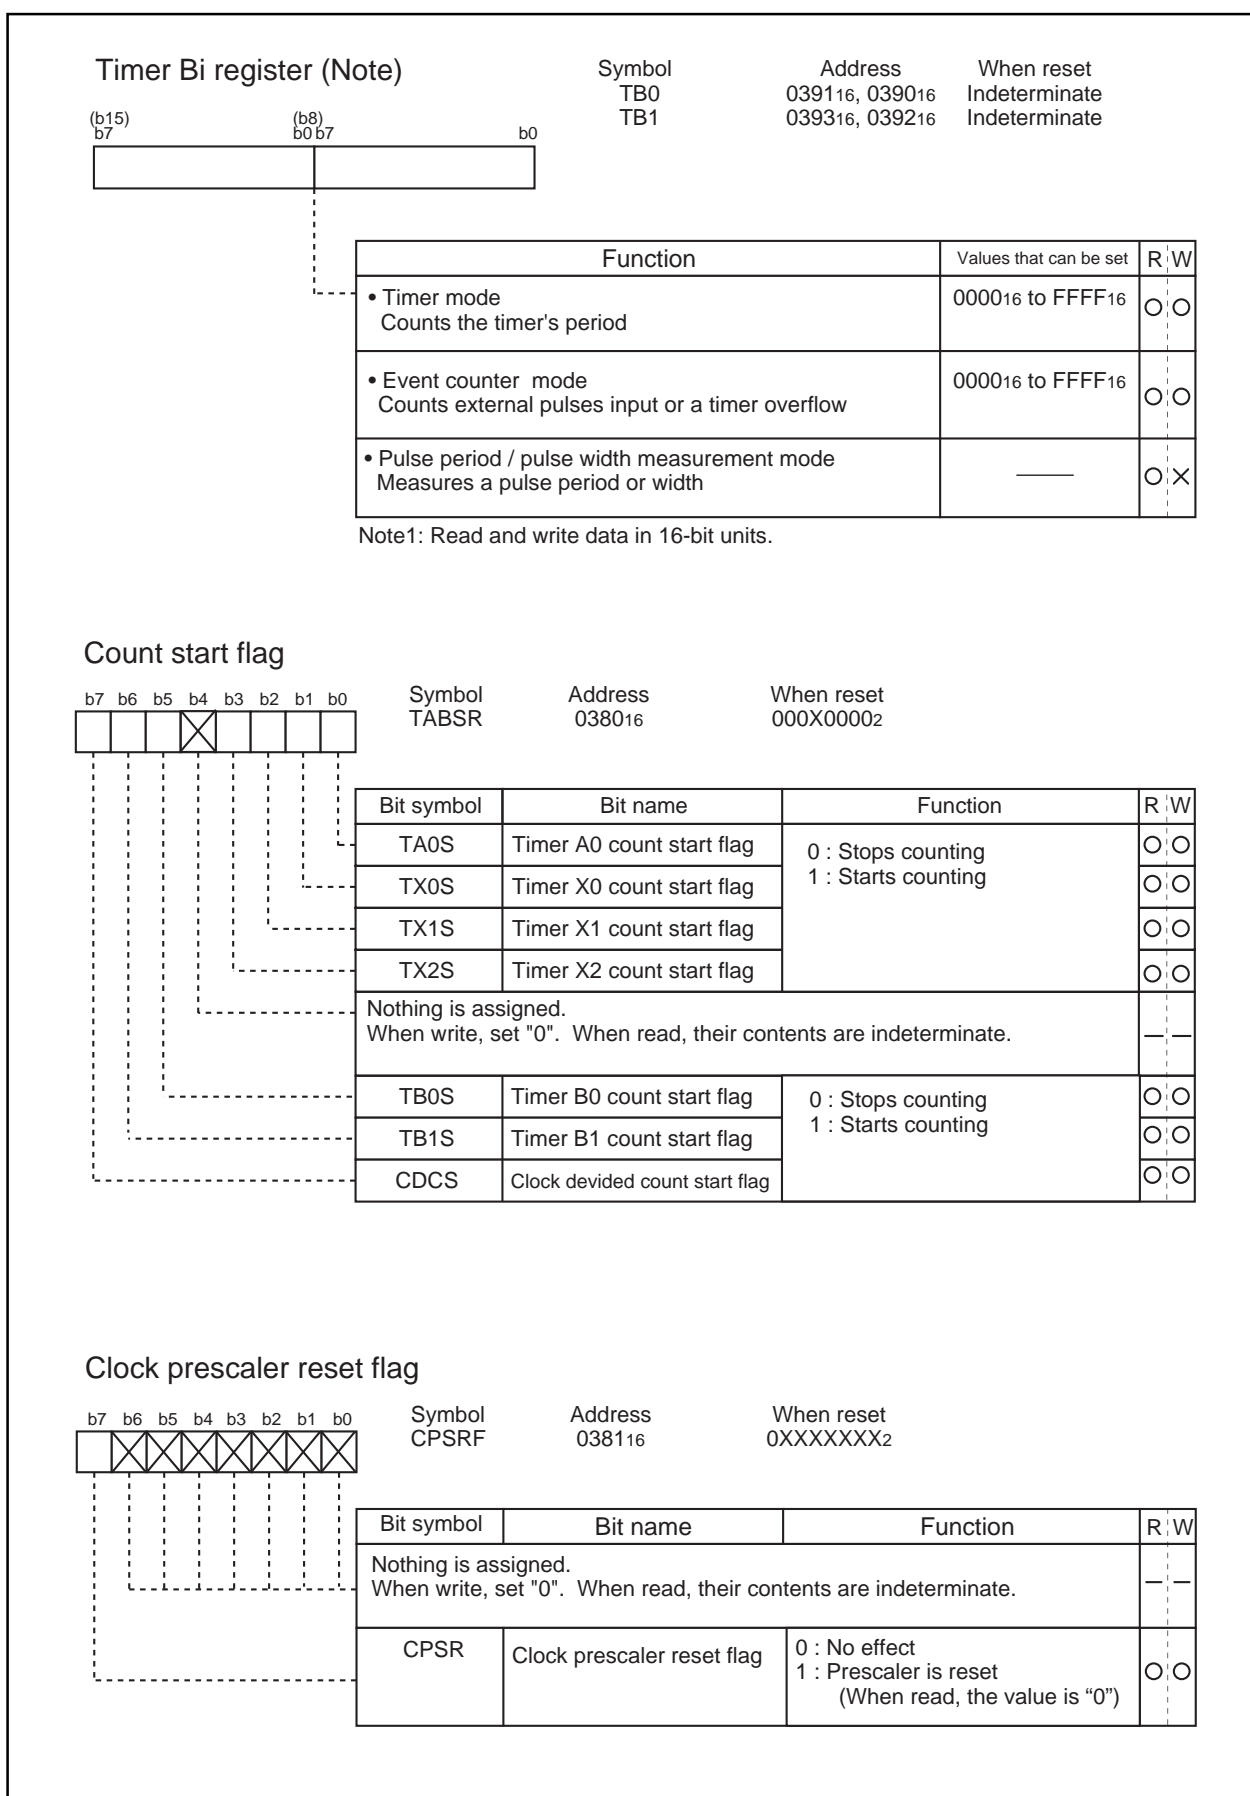 Timer Bi register (Note)
Symbol Address When reset
TB0 039116, 039016 Indeterminate
TB1 039316, 039216 Indeterminate
(b15) (b8)
b7 b0 b7 b0
Function Values that can be set R W
• Timer mode 000016 to FFFF16
Counts the timer's period
• Event counter mode 000016 to FFFF16
Counts external pulses input or a timer overflow
• Pulse period / pulse width measurement mode
Measures a pulse period or width
Note1: Read and write data in 16-bit units.
Count start flag
b7 b6 b5 b4 b3 b2 b1 b0
Symbol Address When reset
TABSR 038016 000X00002
Bit symbol Bit name Function R W
TA0S Timer A0 count start flag 0 : Stops counting
TX0S Timer X0 count start flag 1 : Starts counting
TX1S Timer X1 count start flag
TX2S Timer X2 count start flag
Nothing is assigned.
When write, set "0". When read, their contents are indeterminate.
TB0S Timer B0 count start flag 0 : Stops counting
TB1S Timer B1 count start flag 1 : Starts counting
CDCS Clock devided count start flag
Clock prescaler reset flag
b7 b6 b5 b4 b3 b2 b1 b0
Symbol Address When reset
CPSRF 038116 0XXXXXXX2
Bit symbol Bit name Function R W
Nothing is assigned.
When write, set "0". When read, their contents are indeterminate.
CPSR Clock prescaler reset flag 0 : No effect
1 : Prescaler is reset
(When read, the value is “0”)